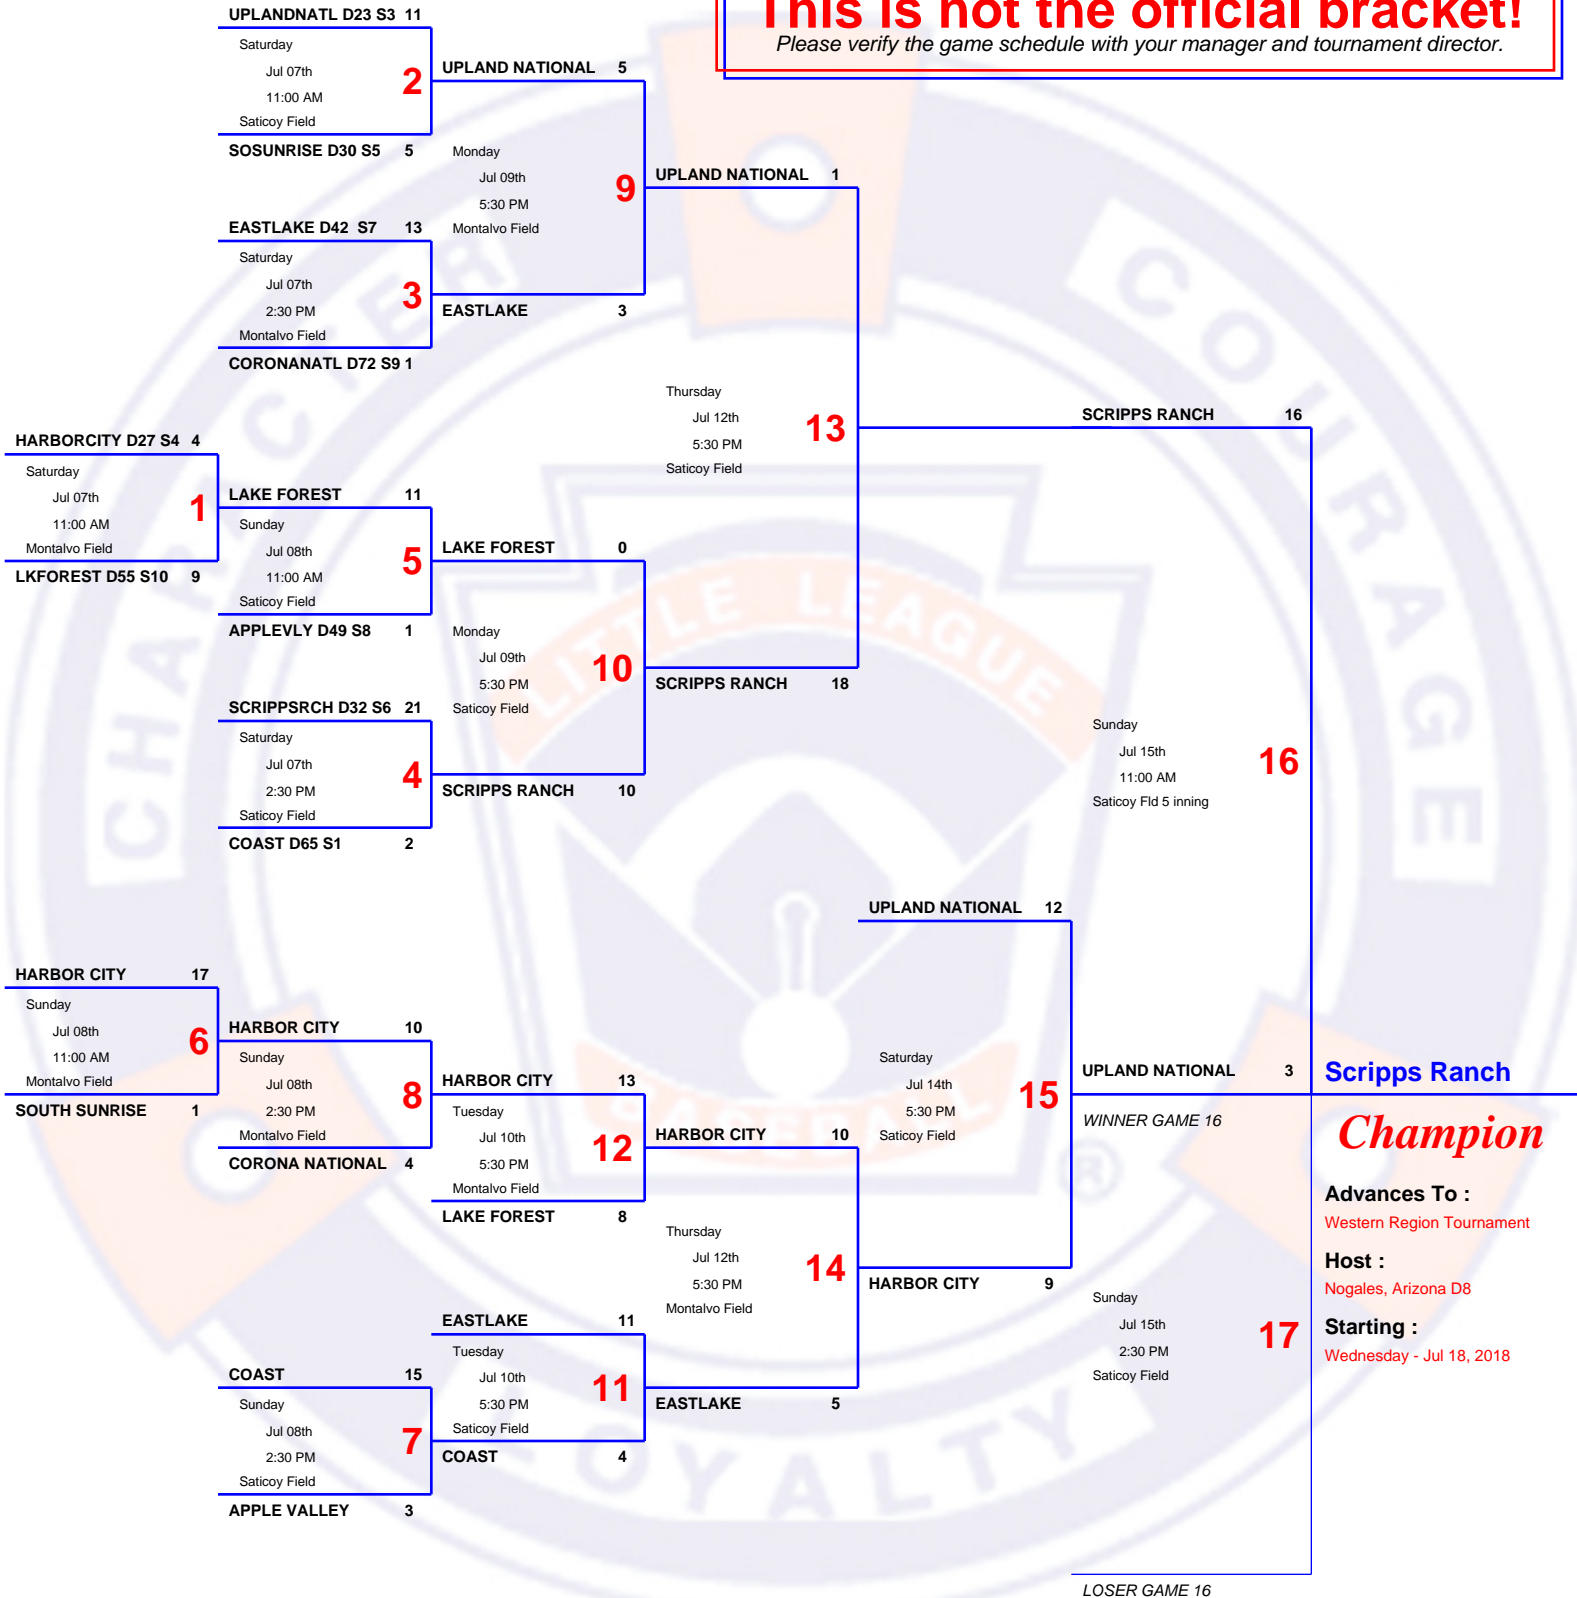 This is not the official bracket!
Please verify the game schedule with your manager and tournament director.
UPLANDNATL D23 S3 11
Saturday
Jul 07th
11:00 AM
Saticoy Field
2
SOSUNRISE D30 S5 5
UPLAND NATIONAL 5
Monday
Jul 09th
5:30 PM
Montalvo Field
9
EASTLAKE D42 S7 13
Saturday
Jul 07th
2:30 PM
Montalvo Field
3
CORONANATL D72 S9 1
EASTLAKE 3
UPLAND NATIONAL 1
Thursday
Jul 12th
5:30 PM
Saticoy Field
13
HARBORCITY D27 S4 4
Saturday
Jul 07th
11:00 AM
Montalvo Field
1
LKFOREST D55 S10 9
LAKE FOREST 11
Sunday
Jul 08th
11:00 AM
Saticoy Field
5
APPLEVLY D49 S8 1
LAKE FOREST 0
Monday
Jul 09th
5:30 PM
Saticoy Field
10
SCRIPPSRCH D32 S6 21
Saturday
Jul 07th
2:30 PM
Saticoy Field
4
COAST D65 S1 2
SCRIPPS RANCH 10
SCRIPPS RANCH 18
SCRIPPS RANCH 16
Sunday
Jul 15th
11:00 AM
Saticoy Fld 5 inning
16
HARBOR CITY 17
Sunday
Jul 08th
11:00 AM
Montalvo Field
6
SOUTH SUNRISE 1
HARBOR CITY 10
Sunday
Jul 08th
2:30 PM
Montalvo Field
8
CORONA NATIONAL 4
HARBOR CITY 13
Tuesday
Jul 10th
5:30 PM
Montalvo Field
12
LAKE FOREST 8
HARBOR CITY 10
Thursday
Jul 12th
5:30 PM
Montalvo Field
14
EASTLAKE 11
Tuesday
Jul 10th
5:30 PM
Saticoy Field
11
COAST 15
Sunday
Jul 08th
2:30 PM
Saticoy Field
7
APPLE VALLEY 3
COAST 4
EASTLAKE 5
UPLAND NATIONAL 12
Saturday
Jul 14th
5:30 PM
Saticoy Field
15
HARBOR CITY 9
UPLAND NATIONAL 3
WINNER GAME 16
Sunday
Jul 15th
2:30 PM
Saticoy Field
17
LOSER GAME 16
Scripps Ranch
Champion
Advances To :
Western Region Tournament
Host :
Nogales, Arizona D8
Starting :
Wednesday - Jul 18, 2018
CHARACTER
COURAGE
LOYALTY
LITTLE LEAGUE
BASEBALL
®